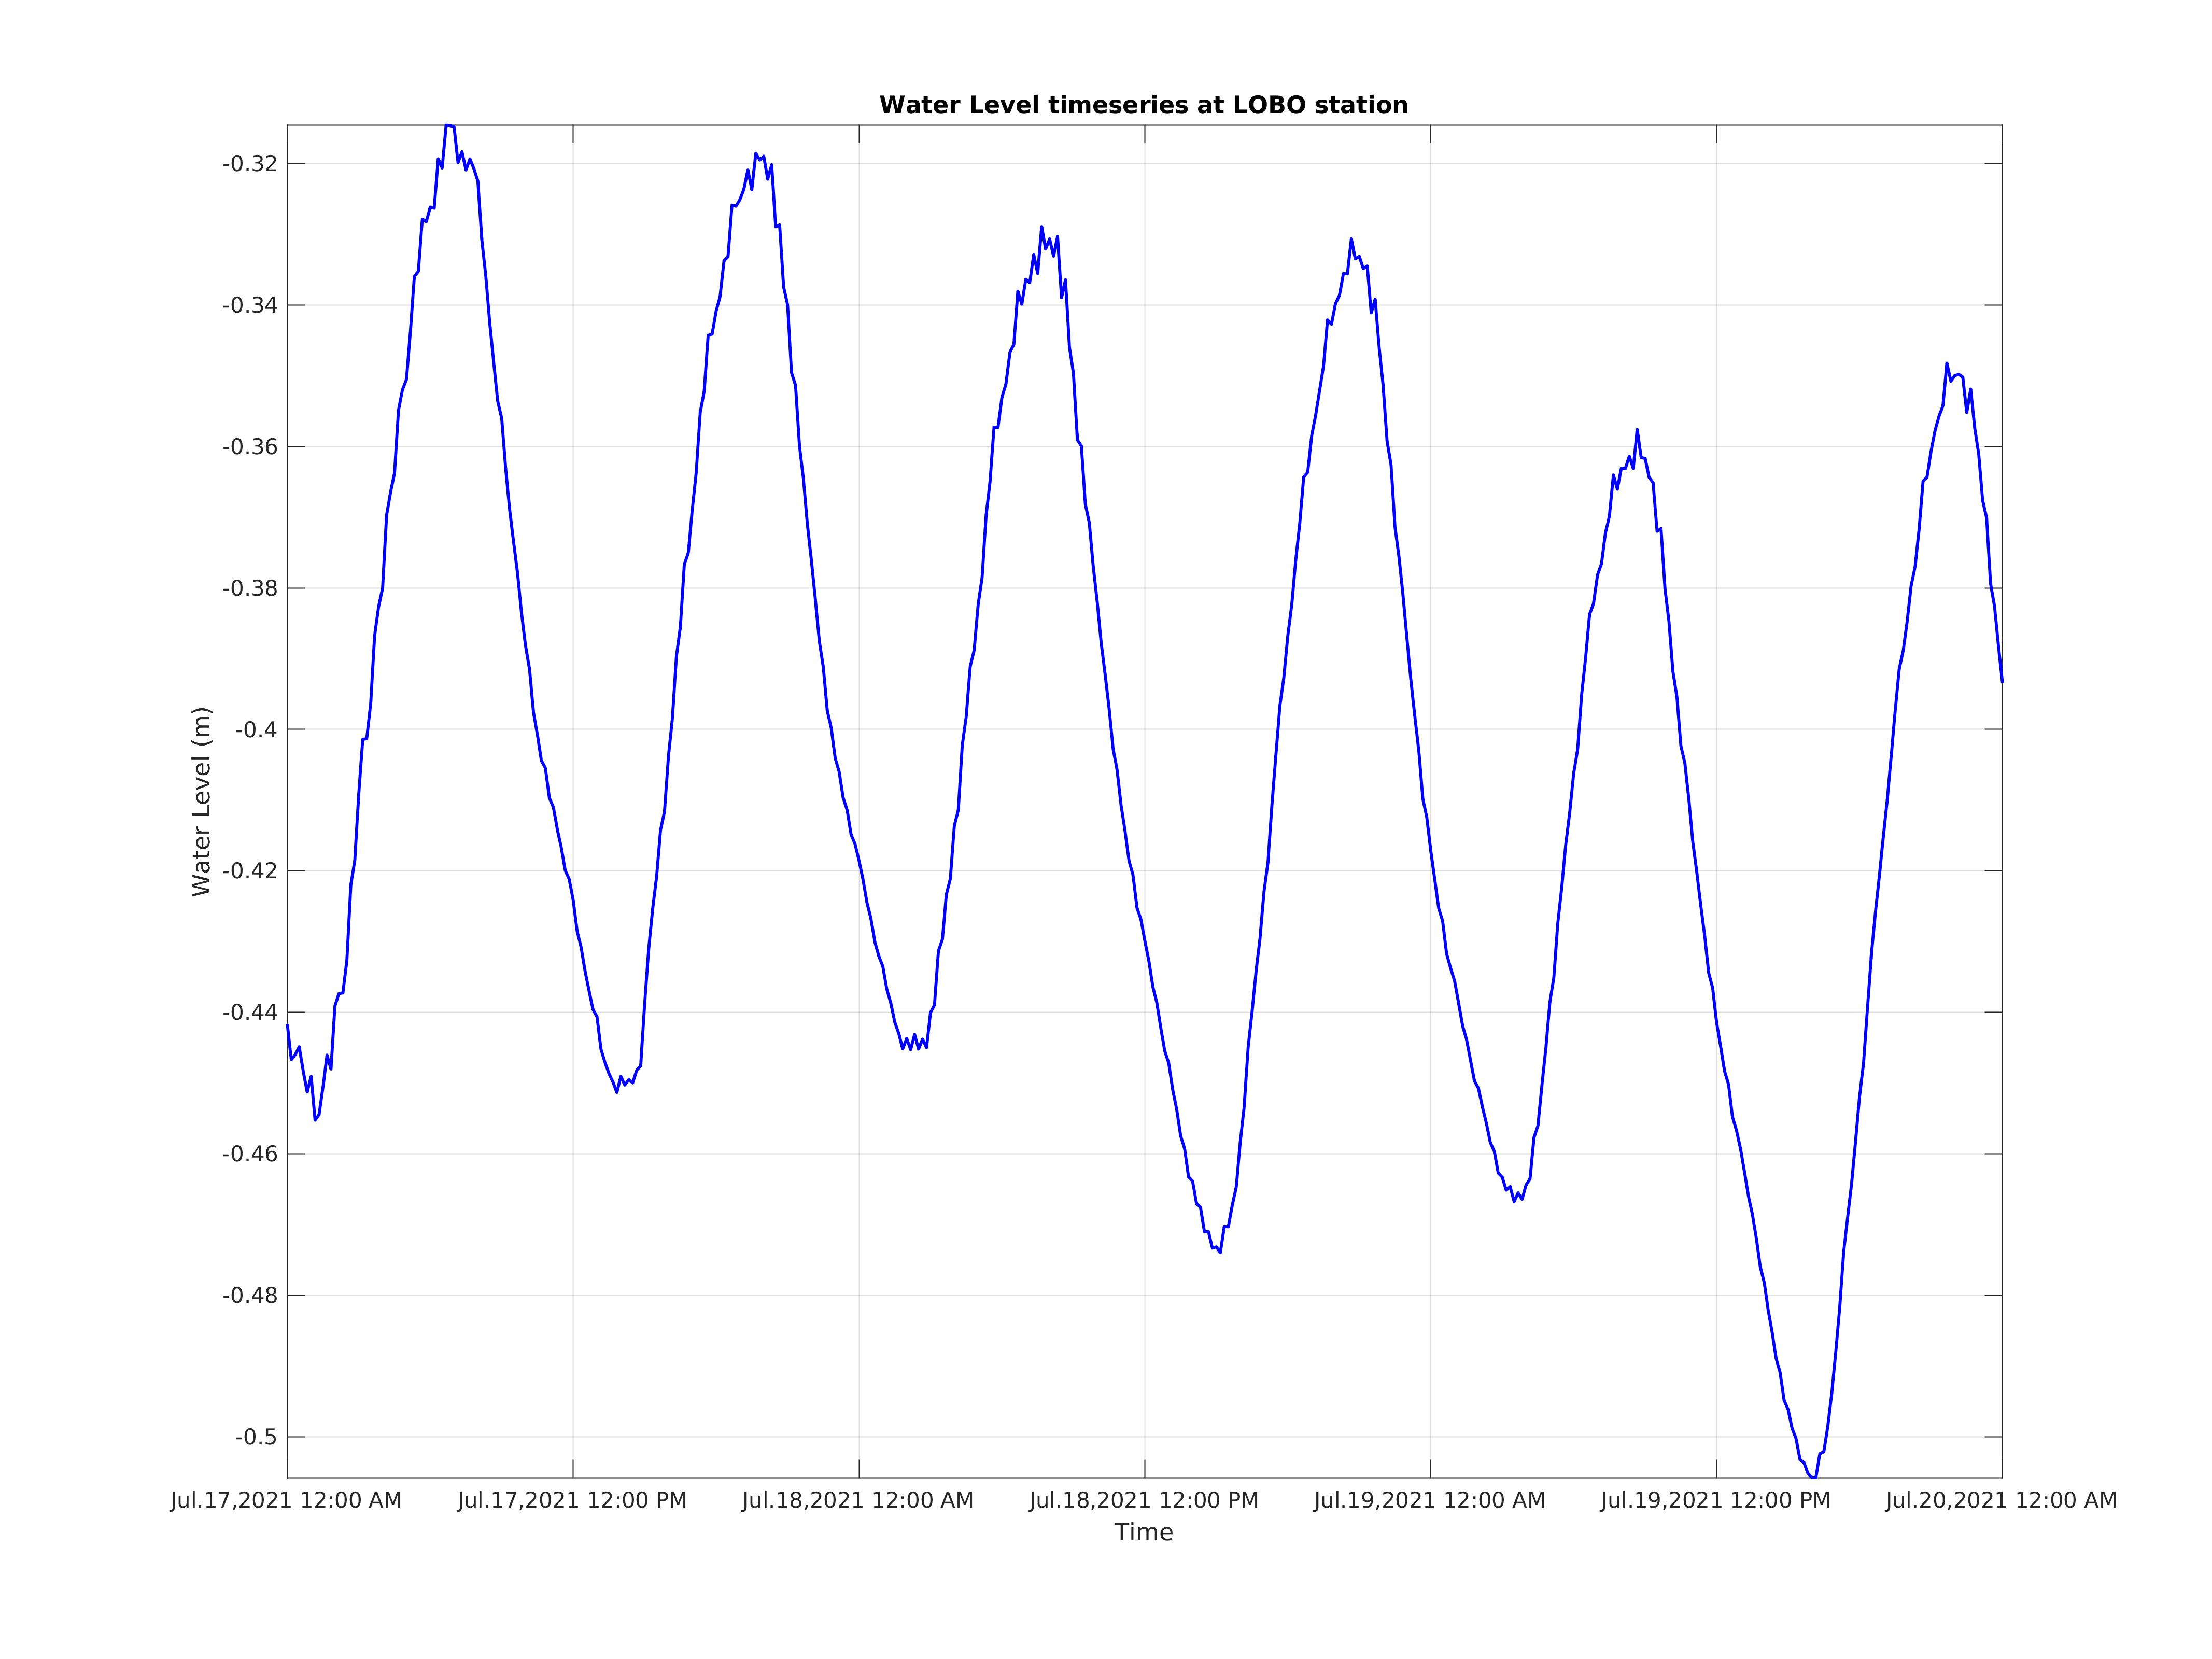 Water Level timeseries at LOBO station
-0.32
-0.34
-0.36
-0.38
-0.4
-0.42
-0.44
-0.46
-0.48
-0.5
Water Level (m)
Jul.17,2021 12:00 AM Jul.17,2021 12:00 PM Jul.18,2021 12:00 AM Jul.18,2021 12:00 PM Jul.19,2021 12:00 AM Jul.19,2021 12:00 PM Jul.20,2021 12:00 AM
Time